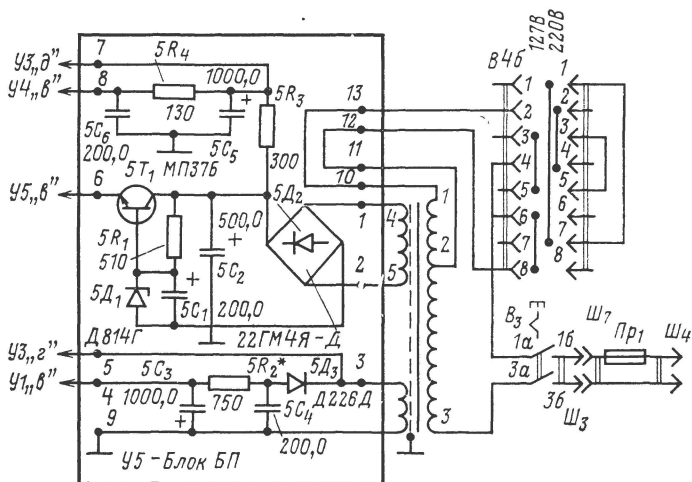 У3„д" 7 5R4 1000,0
У4„в" 8 130 + 5R3
5C6 5C5
200,0 300
5T1 МП37Б
У5„в" 6 500,0 5Д2
5R1 + 5C2
510 +
5Д1 5C1 200,0
Д814Г 22ГМ4Я-Д
У3„г" 5 5C3 5R2* 5Д3 3
У1„в" 4 1000,0 750 Д226Д
9 + 5C4
200,0
У5-Блок БП
13
12
11
10
1 4 1
2 5 2
3
В4б 127В 220В
1 1
2 2
3 3
4 4
5 5
6 6
7 7
8 8
В3 Ш7 Пр1 Ш4
1а 1б
3а 3б Ш3